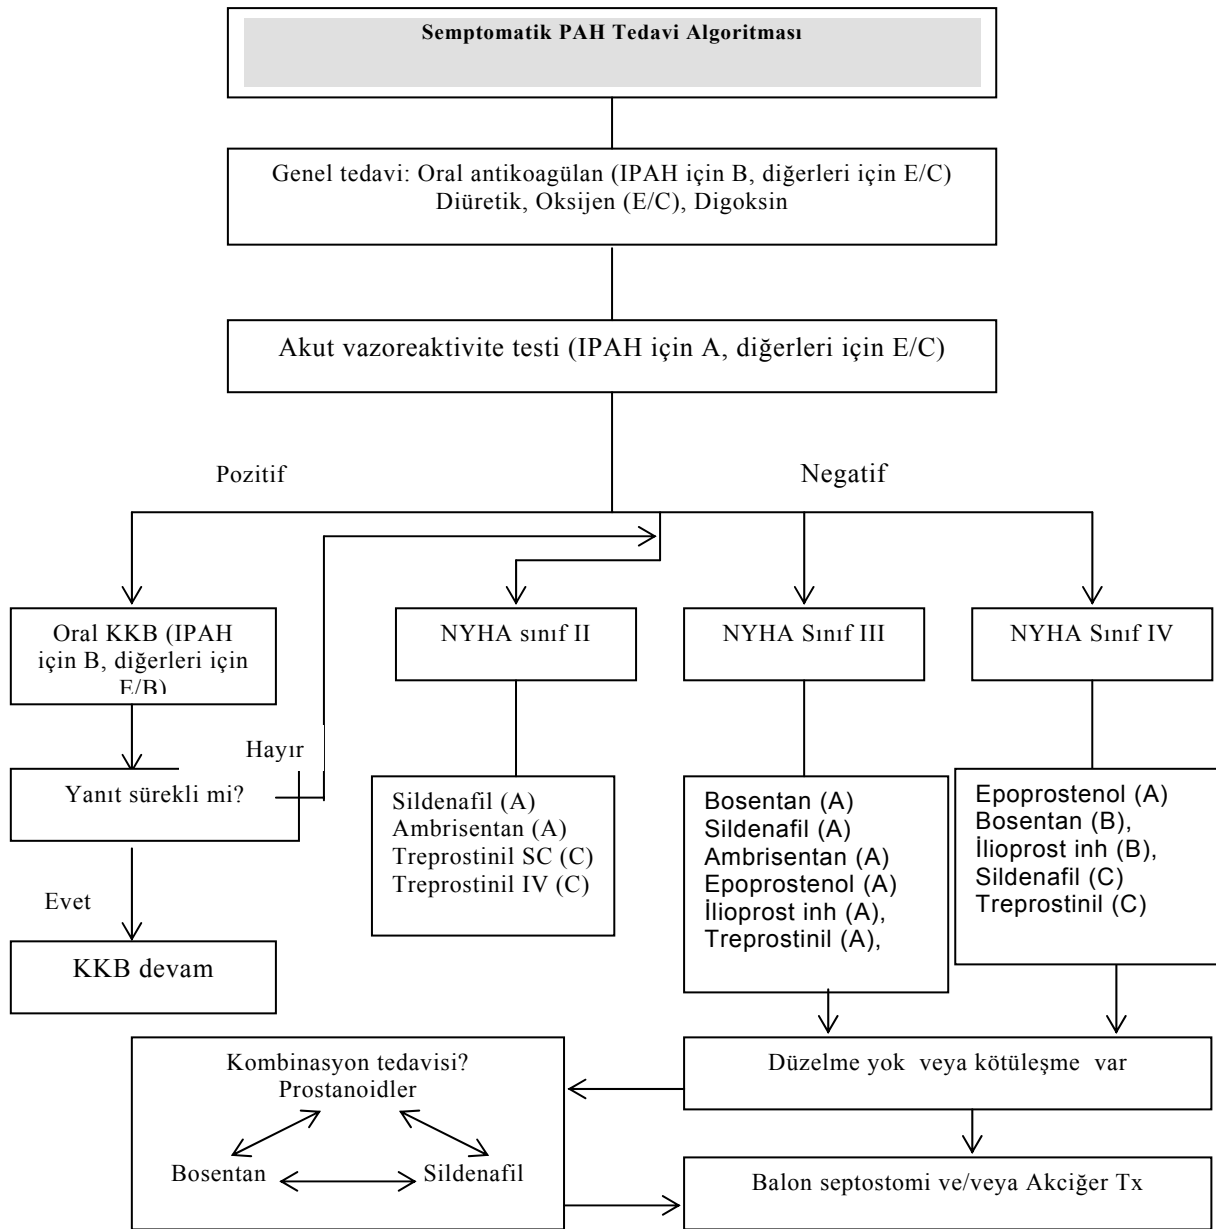 Semptomatik PAH Tedavi Algoritması
Genel tedavi: Oral antikoagülan (IPAH için B, diğerleri için E/C)
Diüretik, Oksijen (E/C), Digoksin
Akut vazoreaktivite testi (IPAH için A, diğerleri için E/C)
Pozitif
Negatif
Oral KKB (IPAH
için B, diğerleri için
E/B)
NYHA sınıf II
NYHA Sınıf III
NYHA Sınıf IV
Hayır
Yanıt sürekli mi?
Evet
KKB devam
Sildenafil (A)
Ambrisentan (A)
Treprostinil SC (C)
Treprostinil IV (C)
Bosentan (A)
Sildenafil (A)
Ambrisentan (A)
Epoprostenol (A)
İlioprost inh (A),
Treprostinil (A),
Epoprostenol (A)
Bosentan (B),
İlioprost inh (B),
Sildenafil (C)
Treprostinil (C)
Kombinasyon tedavisi?
Prostanoidler
Bosentan
Sildenafil
Düzelme yok veya kötüleşme var
Balon septostomi ve/veya Akciğer Tx